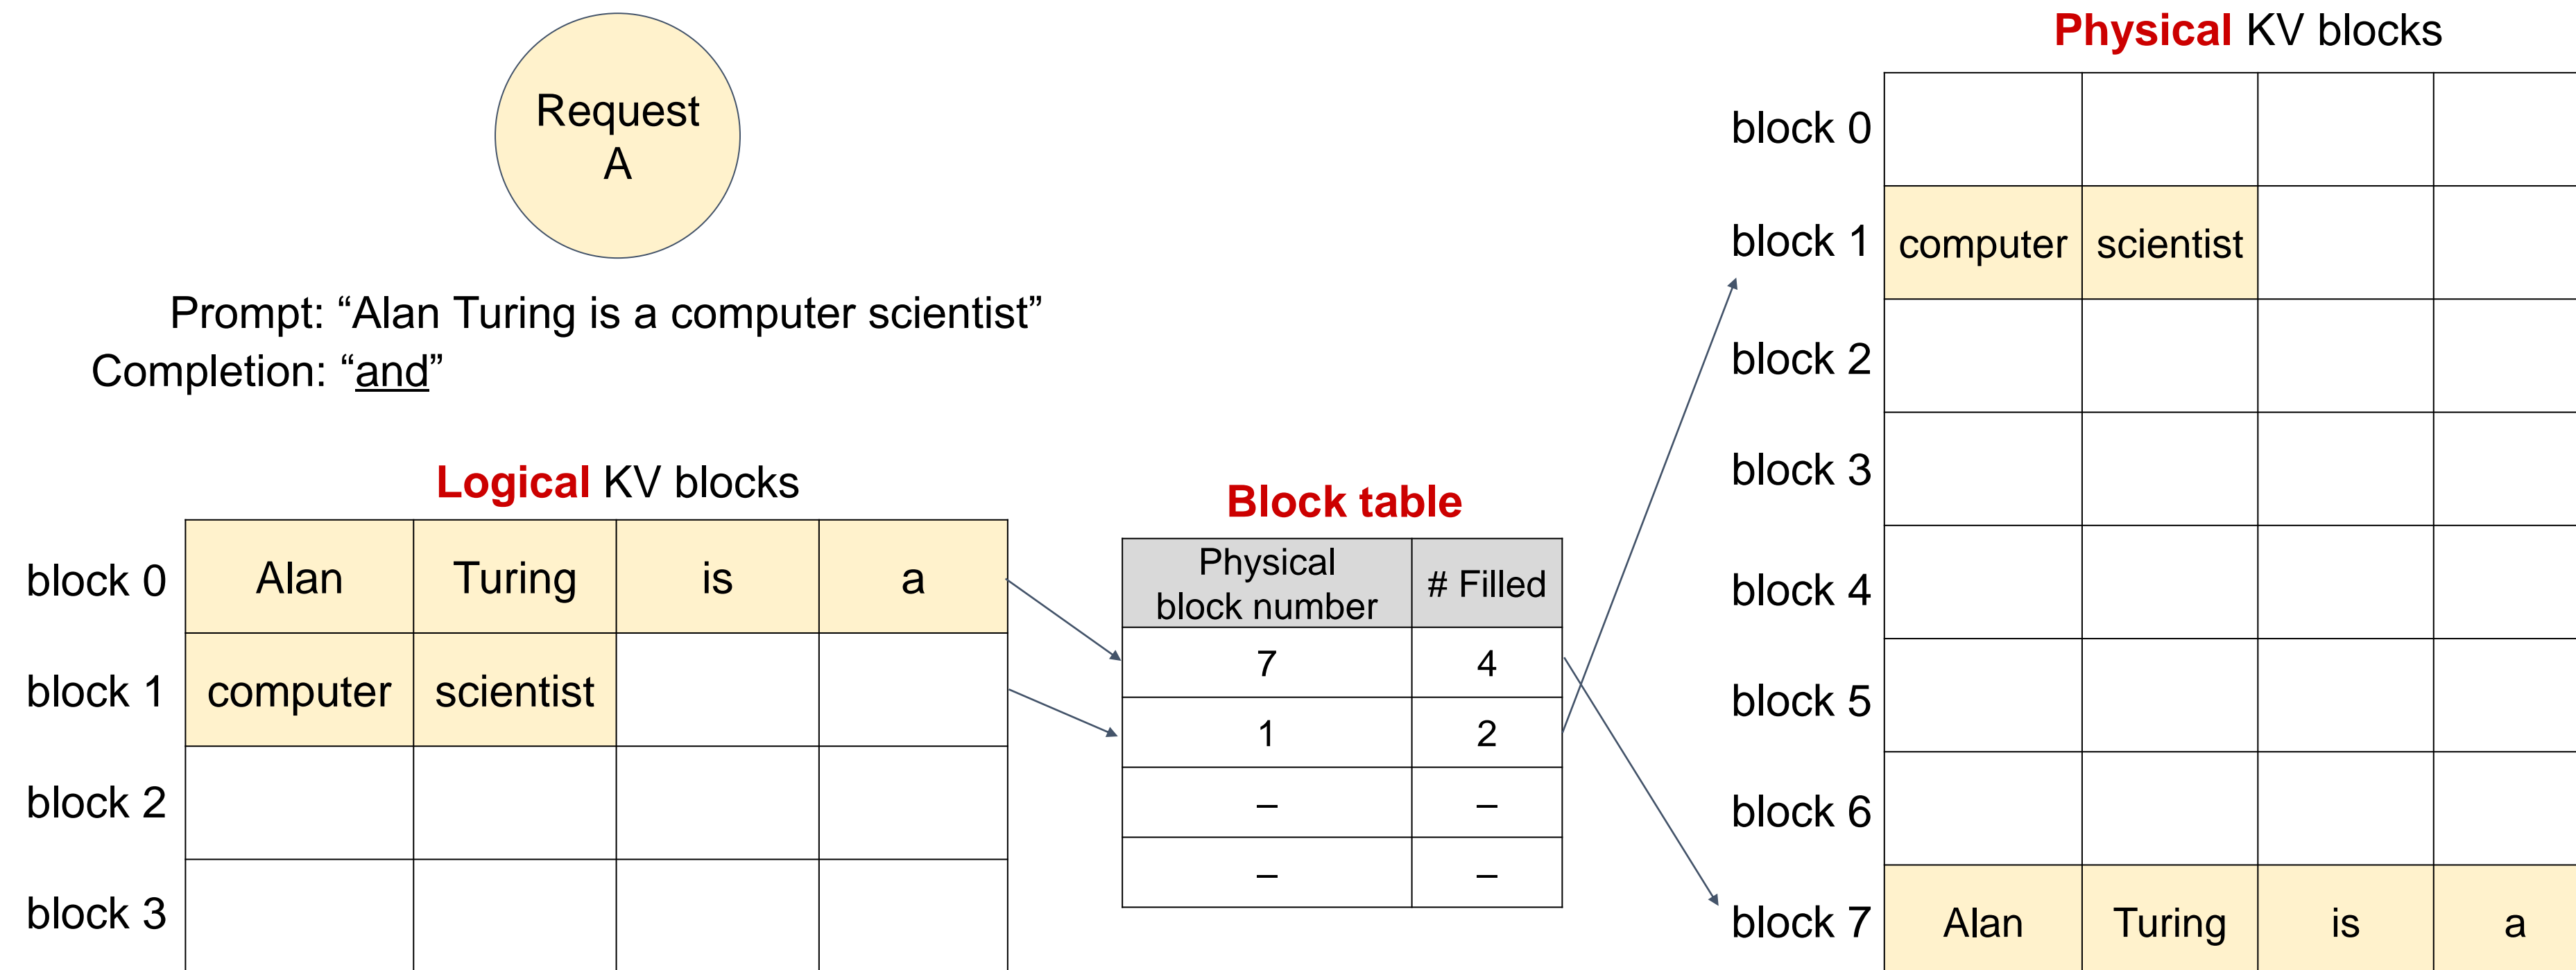 Request
A
Prompt: “Alan Turing is a computer scientist”
Completion: “and”
Logical KV blocks
block 0 Alan Turing is a
block 1 computer scientist
block 2
block 3
Block table
Physical
block number # Filled
7 4
1 2
– –
– –
Physical KV blocks
block 0
block 1 computer scientist
block 2
block 3
block 4
block 5
block 6
block 7 Alan Turing is a